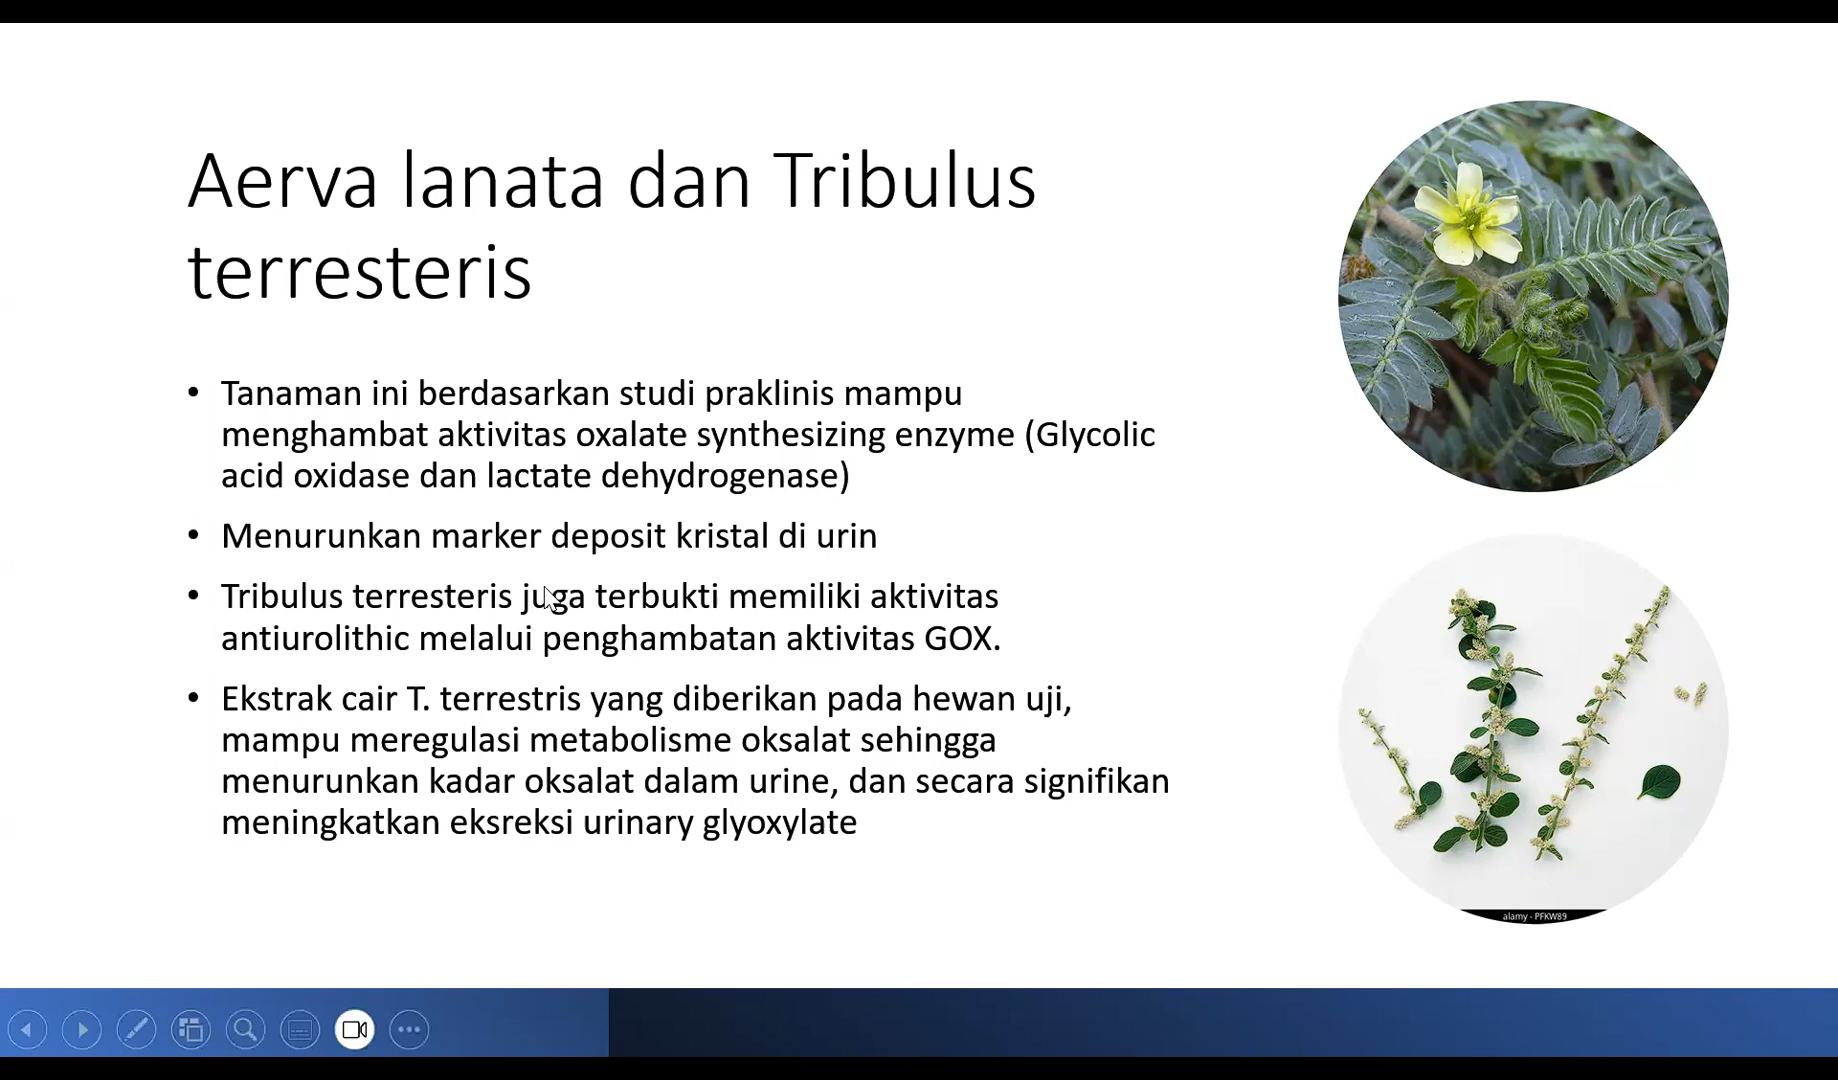 Aerva lanata dan Tribulus
terresteris
• Tanaman ini berdasarkan studi praklinis mampu
menghambat aktivitas oxalate synthesizing enzyme (Glycolic
acid oxidase dan lactate dehydrogenase)
• Menurunkan marker deposit kristal di urin
• Tribulus terresteris juga terbukti memiliki aktivitas
antiurolithic melalui penghambatan aktivitas GOX.
• Ekstrak cair T. terrestris yang diberikan pada hewan uji,
mampu meregulasi metabolisme oksalat sehingga
menurunkan kadar oksalat dalam urine, dan secara signifikan
meningkatkan eksreksi urinary glyoxylate
alamy - PFKW89